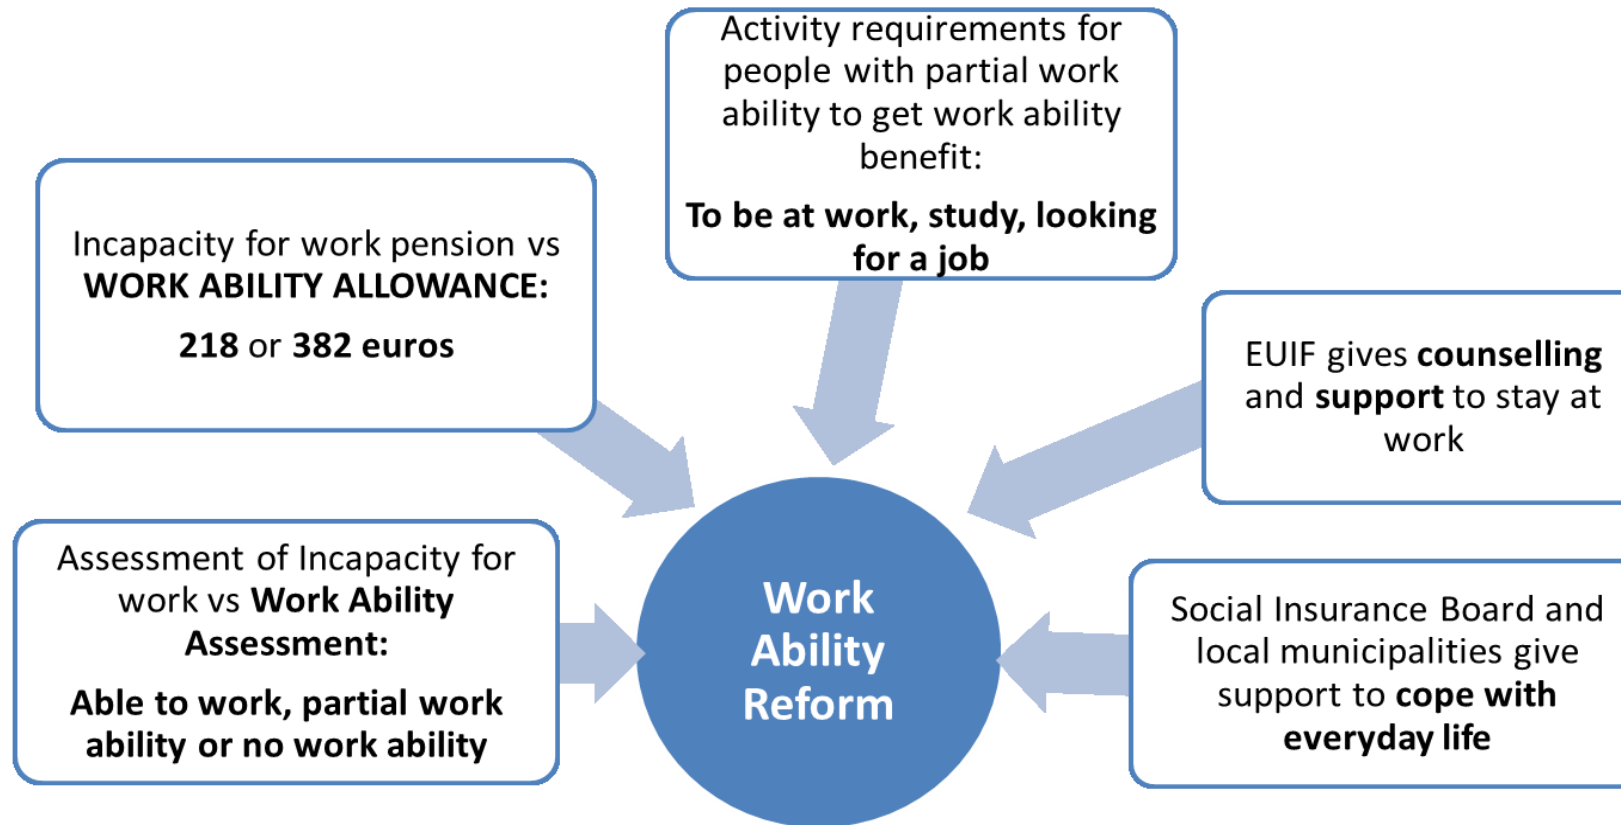 Activity requirements for
people with partial work
ability to get work ability
benefit:
To be at work, study, looking
for a job
Incapacity for work pension vs
WORK ABILITY ALLOWANCE:
218 or 382 euros
EUIF gives counselling
and support to stay at
work
Assessment of Incapacity for
work vs Work Ability
Assessment:
Able to work, partial work
ability or no work ability
Work
Ability
Reform
Social Insurance Board and
local municipalities give
support to cope with
everyday life